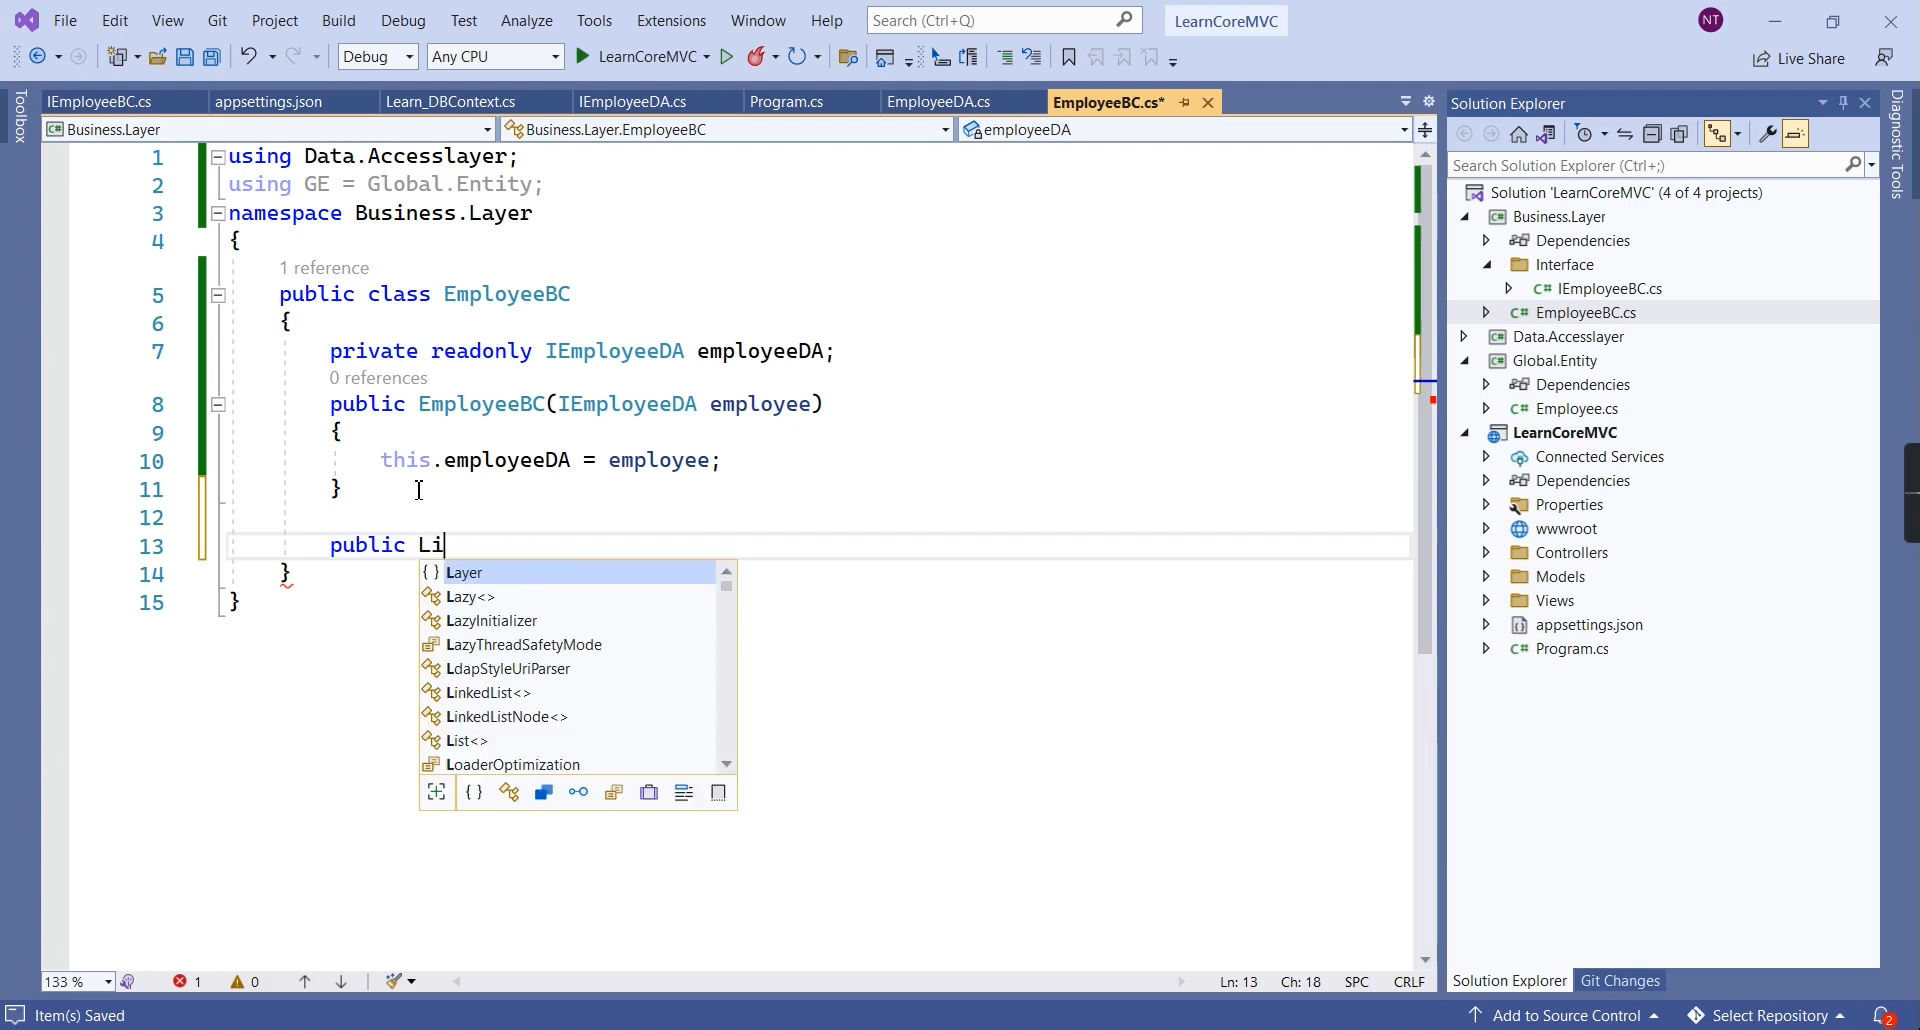 File Edit View Git Project Build Debug Test Analyze Tools Extensions Window Help Search (Ctrl+Q) LearnCoreMVC NT
Debug Any CPU LearnCoreMVC Live Share
Toolbox
IEmployeeBC.cs appsettings.json Learn_DBContext.cs IEmployeeDA.cs Program.cs EmployeeDA.cs EmployeeBC.cs*
Business.Layer Business.Layer.EmployeeBC employeeDA
1 using Data.Accesslayer;
2 using GE = Global.Entity;
3 namespace Business.Layer
4 {
1 reference
5 public class EmployeeBC
6 {
7 private readonly IEmployeeDA employeeDA;
0 references
8 public EmployeeBC(IEmployeeDA employee)
9 {
10 this.employeeDA = employee;
11 }
12
13 public Li
14 }
15 }
{ } Layer
Lazy<>
LazyInitializer
LazyThreadSafetyMode
LdapStyleUriParser
LinkedList<>
LinkedListNode<>
List<>
LoaderOptimization
133 % 1 0 Ln: 13 Ch: 18 SPC CRLF
Solution Explorer
Search Solution Explorer (Ctrl+;)
Solution 'LearnCoreMVC' (4 of 4 projects)
Business.Layer
Dependencies
Interface
C# IEmployeeBC.cs
C# EmployeeBC.cs
Data.Accesslayer
Global.Entity
Dependencies
C# Employee.cs
LearnCoreMVC
Connected Services
Dependencies
Properties
wwwroot
Controllers
Models
Views
appsettings.json
C# Program.cs
Solution Explorer Git Changes
Diagnostic Tools
Item(s) Saved Add to Source Control Select Repository 2